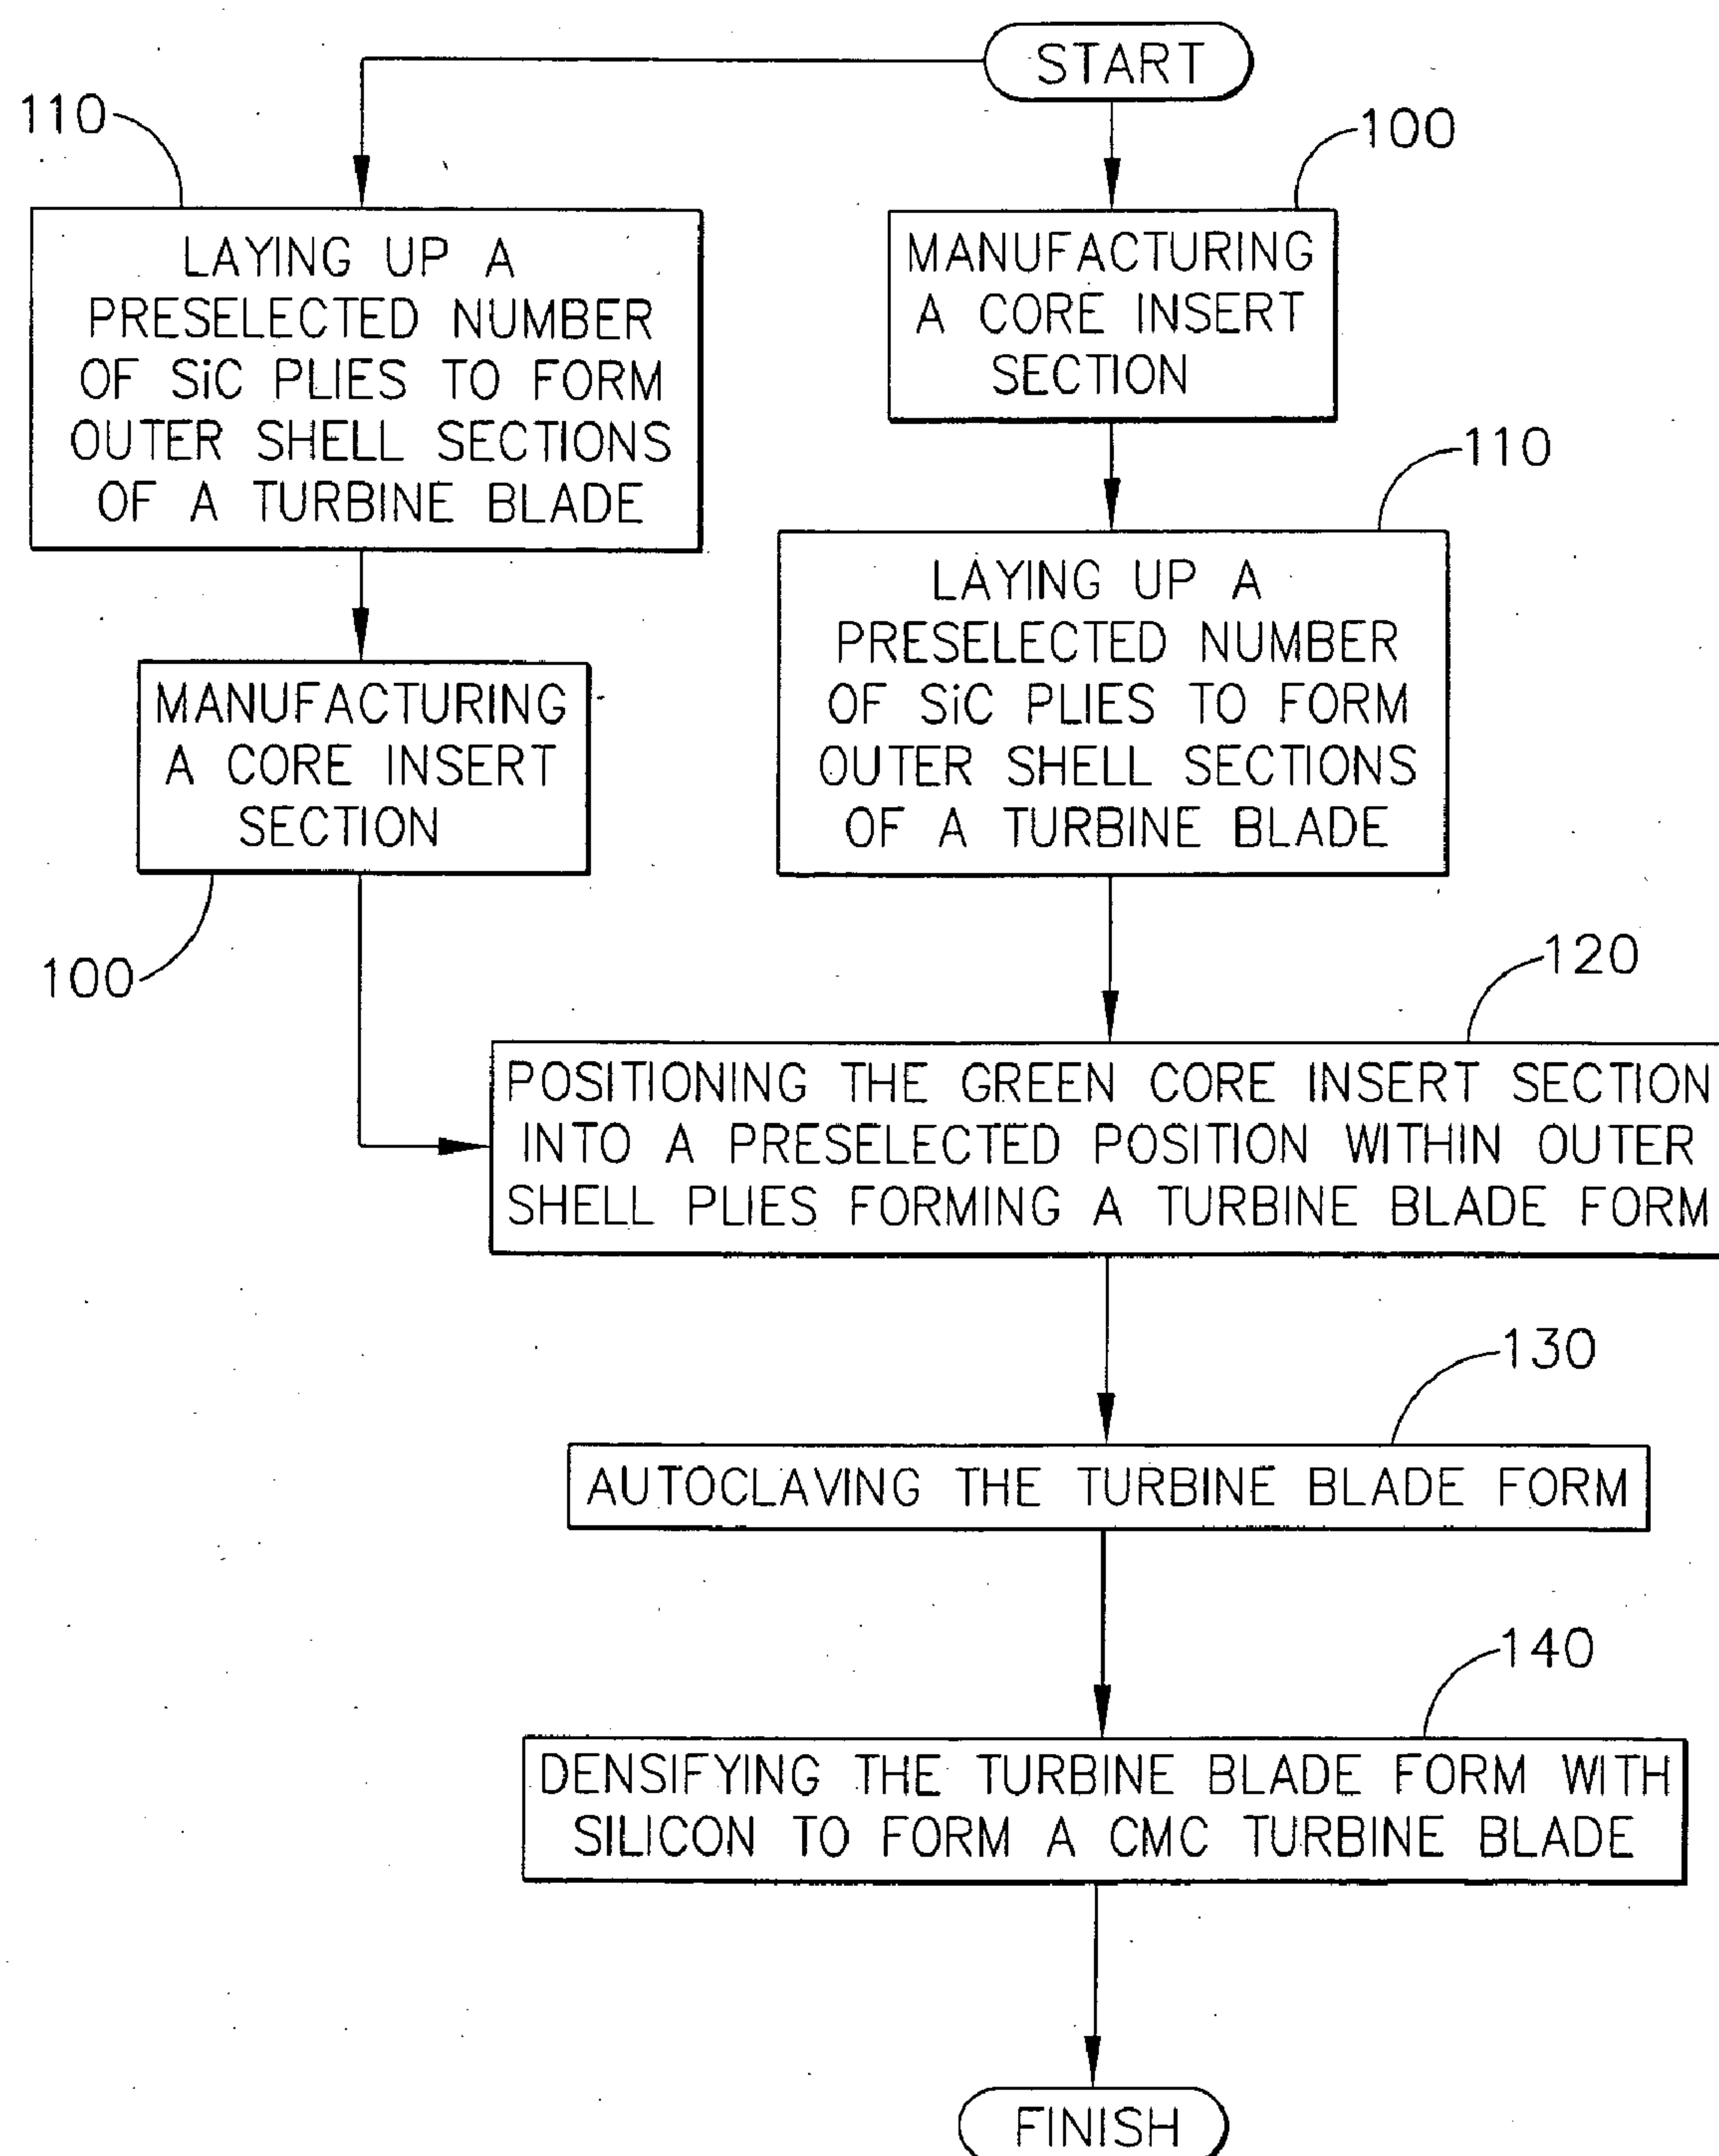 START
110
100
LAYING UP A
PRESELECTED NUMBER
OF SiC PLIES TO FORM
OUTER SHELL SECTIONS
OF A TURBINE BLADE
MANUFACTURING
A CORE INSERT
SECTION
110
MANUFACTURING
A CORE INSERT
SECTION
100
LAYING UP A
PRESELECTED NUMBER
OF SiC PLIES TO FORM
OUTER SHELL SECTIONS
OF A TURBINE BLADE
120
POSITIONING THE GREEN CORE INSERT SECTION
INTO A PRESELECTED POSITION WITHIN OUTER
SHELL PLIES FORMING A TURBINE BLADE FORM
130
AUTOCLAVING THE TURBINE BLADE FORM
140
DENSIFYING THE TURBINE BLADE FORM WITH
SILICON TO FORM A CMC TURBINE BLADE
FINISH